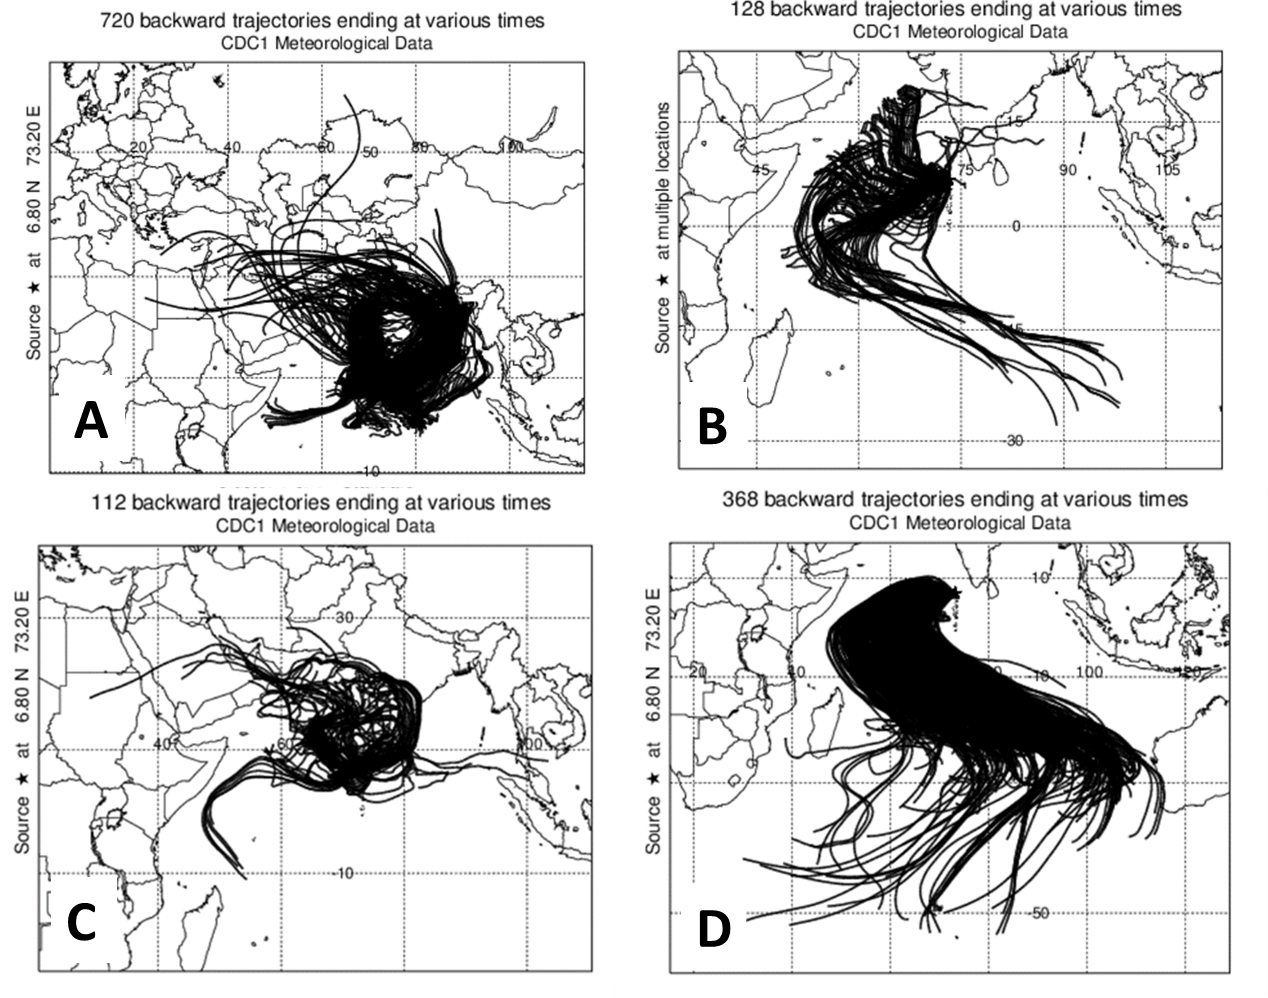 720 backward trajectories ending at various times
CDC1 Meteorological Data
Source ★ at 6.80 N 73.20 E
20
40
60
50
80
100
-10
A
128 backward trajectories ending at various times
CDC1 Meteorological Data
Source ★ at multiple locations
15
45
75
90
105
0
-15
-30
B
112 backward trajectories ending at various times
CDC1 Meteorological Data
Source ★ at 6.80 N 73.20 E
30
40
60
100
-10
C
368 backward trajectories ending at various times
CDC1 Meteorological Data
Source ★ at 6.80 N 73.20 E
10
20
40
-10
100
120
-50
D